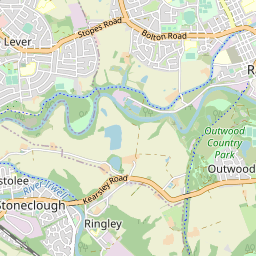 Stopes Road
Bolton Road
Lever
R
Outwood
Country
Park
Outwood
stolee
River Irwell
Kearsley Road
Stoneclough
Ringley